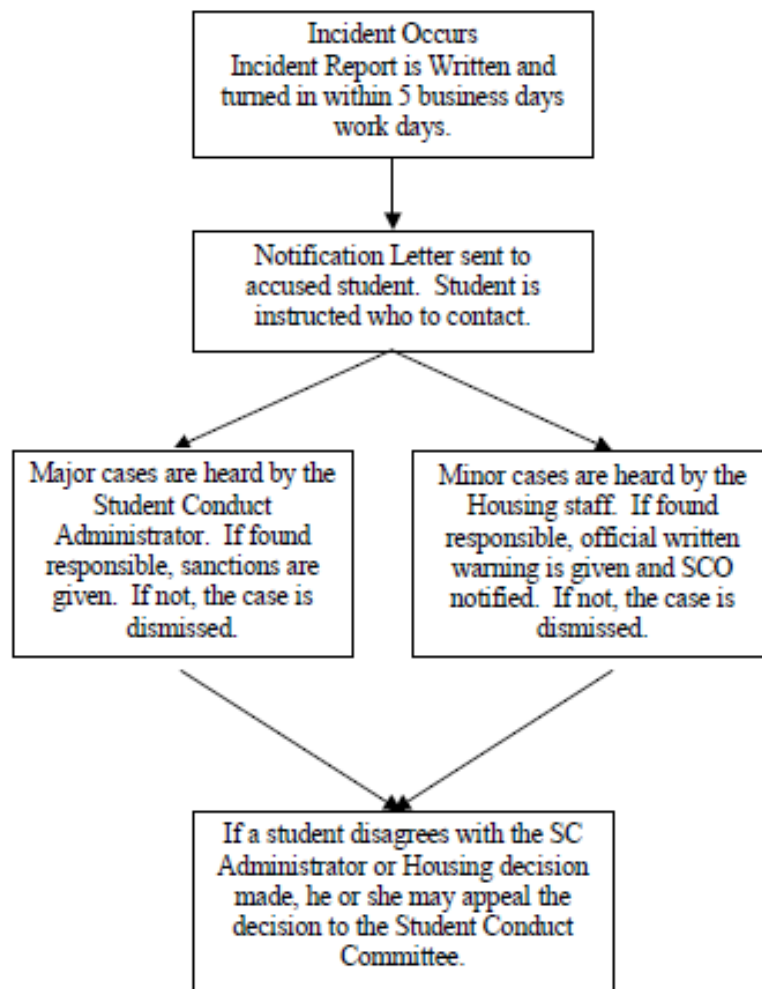 Incident Occurs
Incident Report is Written and
turned in within 5 business days
work days.
Notification Letter sent to
accused student.  Student is
instructed who to contact.
Major cases are heard by the
Student Conduct
Administrator.  If found
responsible, sanctions are
given.  If not, the case is
dismissed.
Minor cases are heard by the
Housing staff.  If found
responsible, official written
warning is given and SCO
notified.  If not, the case is
dismissed.
If a student disagrees with the SC
Administrator or Housing decision
made, he or she may appeal the
decision to the Student Conduct
Committee.